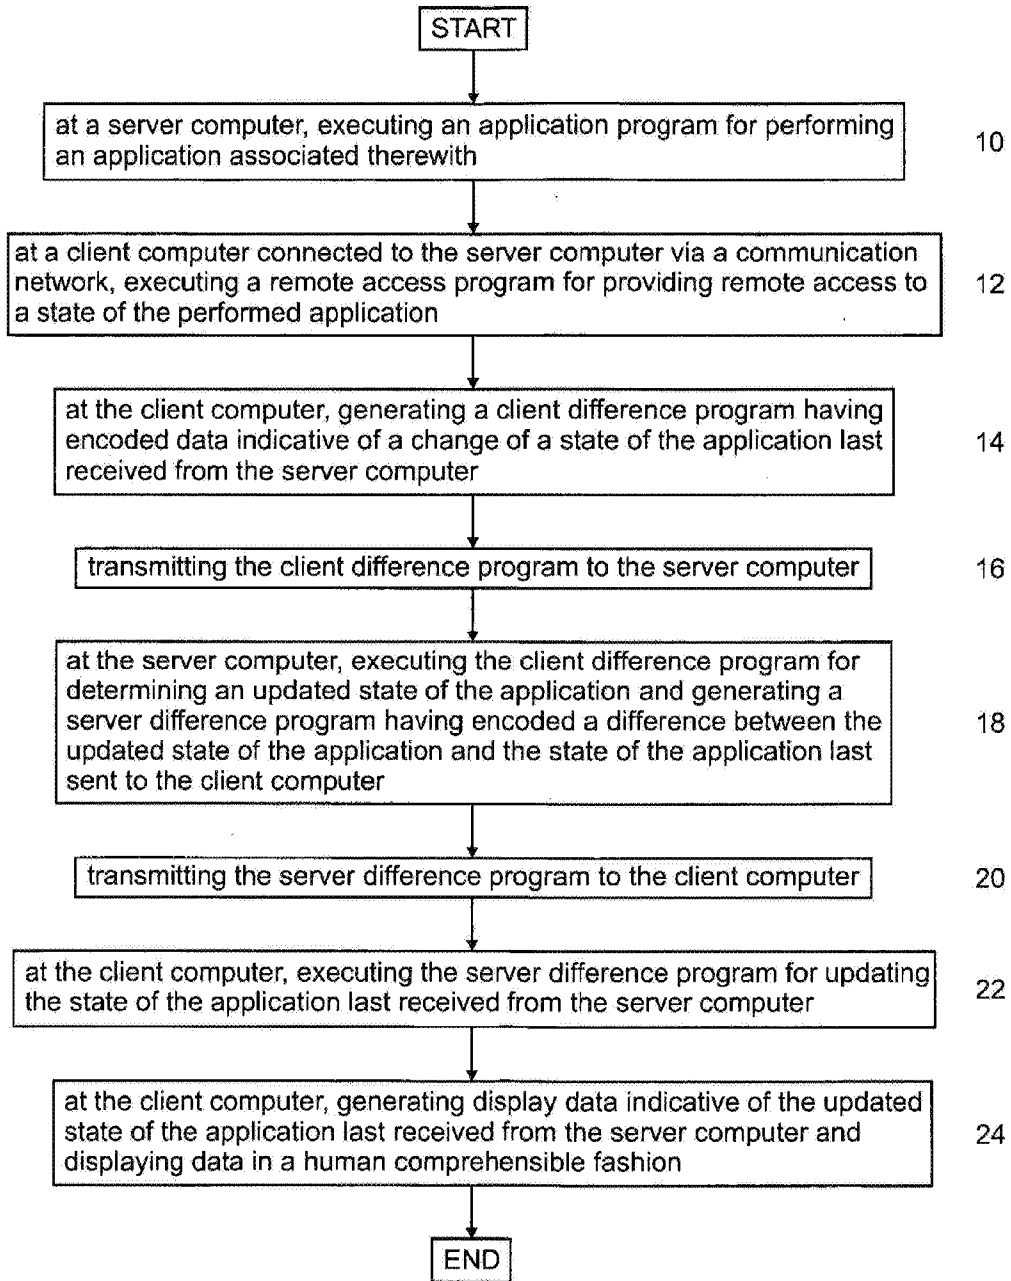 START
at a server computer, executing an application program for performing
an application associated therewith
10
at a client computer connected to the server computer via a communication
network, executing a remote access program for providing remote access to
a state of the performed application
12
at the client computer, generating a client difference program having
encoded data indicative of a change of a state of the application last
received from the server computer
14
transmitting the client difference program to the server computer
16
at the server computer, executing the client difference program for
determining an updated state of the application and generating a
server difference program having encoded a difference between the
updated state of the application and the state of the application last
sent to the client computer
18
transmitting the server difference program to the client computer
20
at the client computer, executing the server difference program for updating
the state of the application last received from the server computer
22
at the client computer, generating display data indicative of the updated
state of the application last received from the server computer and
displaying data in a human comprehensible fashion
24
END